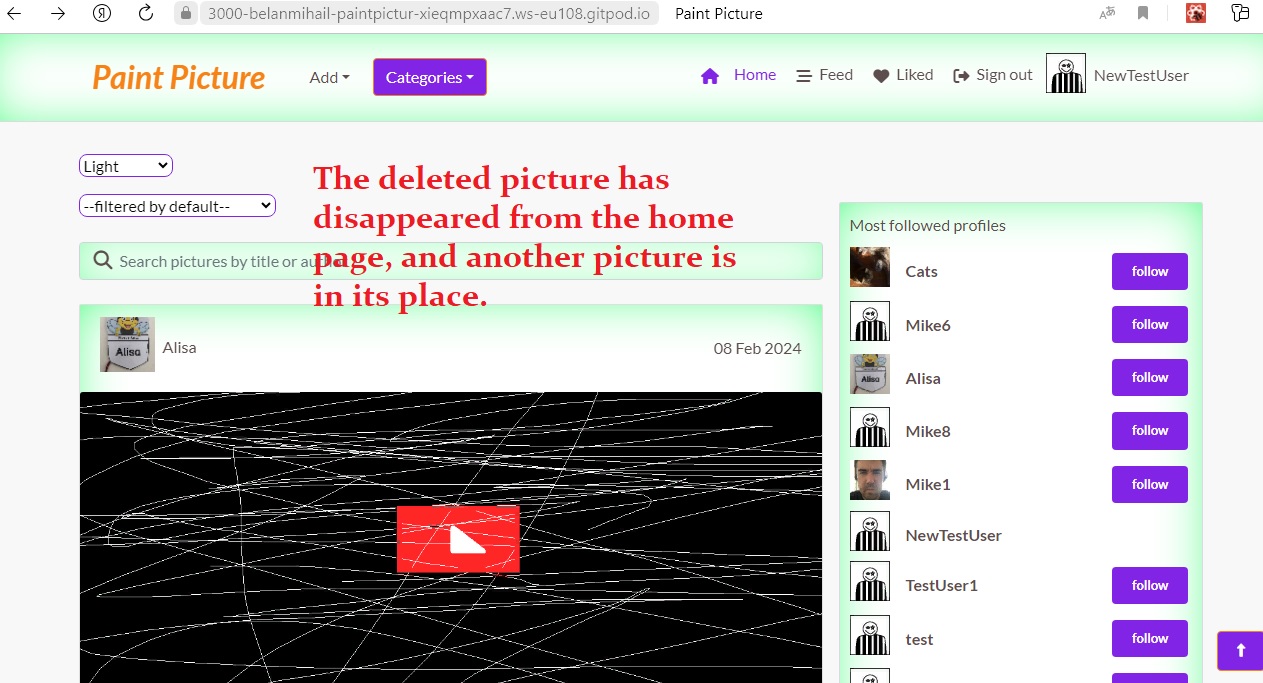 3000-belanmihail-paintpictur-xieqmpxaac7.ws-eu108.gitpod.io Paint Picture
Paint Picture Add Categories Home Feed Liked Sign out NewTestUser
Light
--filtered by default--
The deleted picture has
disappeared from the home
page, and another picture is
in its place.
Search pictures by title or
Alisa
Alisa 08 Feb 2024
Most followed profiles
Cats follow
Mike6 follow
Alisa
Alisa follow
Mike8 follow
Mike1 follow
NewTestUser
TestUser1 follow
test follow